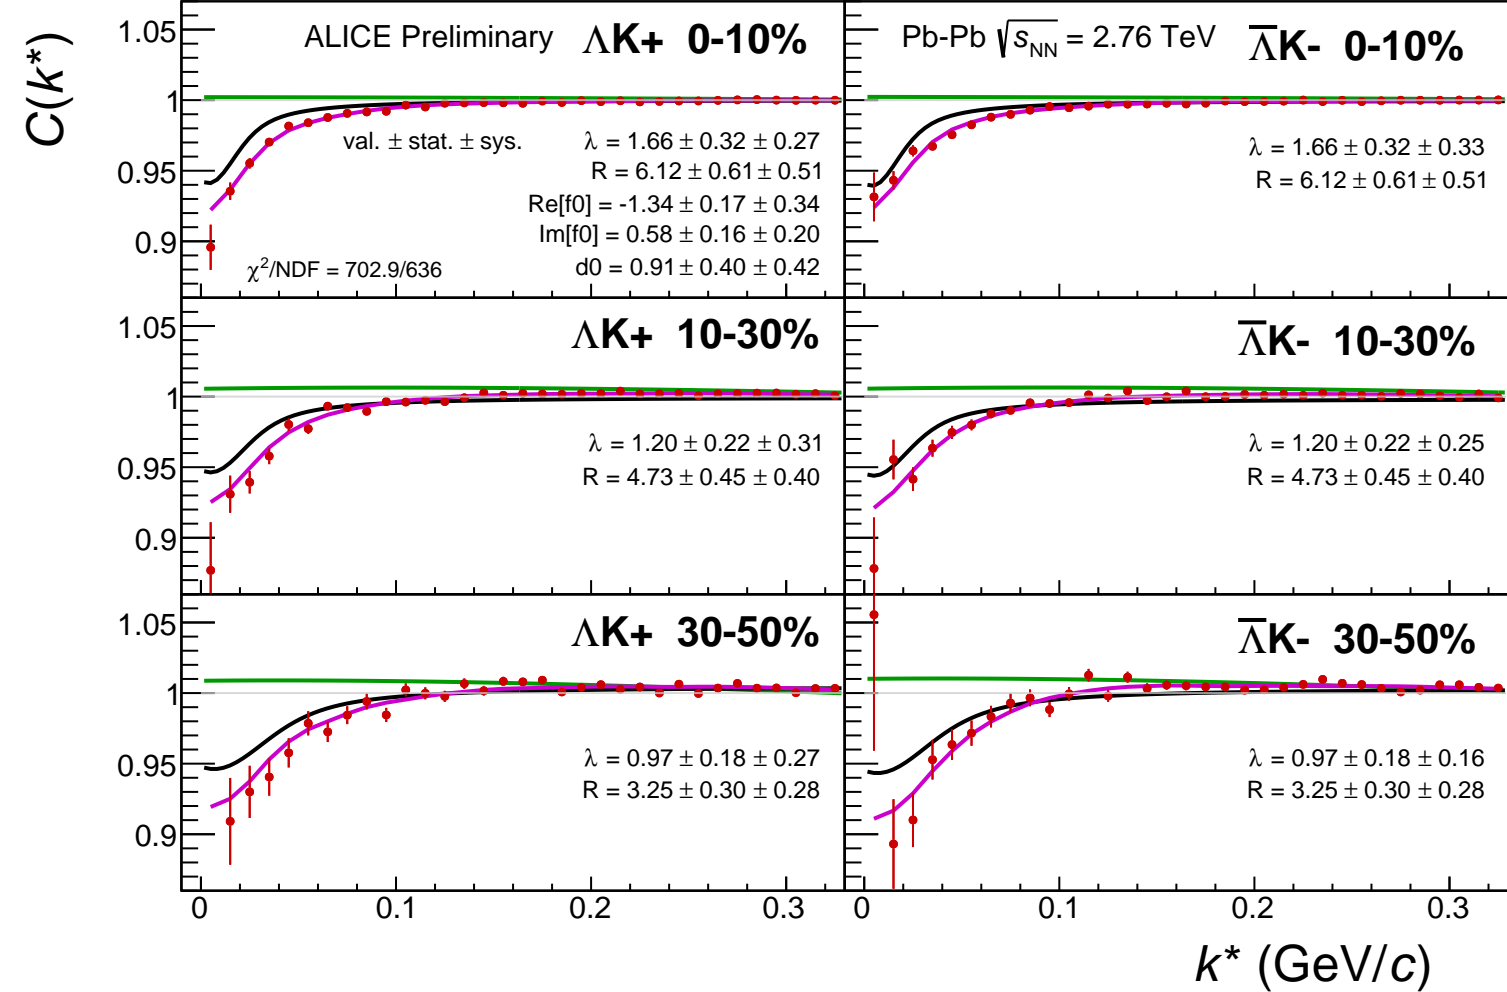 C(k*)
ALICE Preliminary ΛK+ 0-10%
1.05
1
0.95
0.9
val. ± stat. ± sys.
λ = 1.66 ± 0.32 ± 0.27
R = 6.12 ± 0.61 ± 0.51
Re[f0] = -1.34 ± 0.17 ± 0.34
Im[f0] = 0.58 ± 0.16 ± 0.20
d0 = 0.91 ± 0.40 ± 0.42
χ²/NDF = 702.9/636
Pb-Pb √sNN = 2.76 TeV Λ̅K- 0-10%
λ = 1.66 ± 0.32 ± 0.33
R = 6.12 ± 0.61 ± 0.51
ΛK+ 10-30%
1.05
1
0.95
0.9
λ = 1.20 ± 0.22 ± 0.31
R = 4.73 ± 0.45 ± 0.40
Λ̅K- 10-30%
λ = 1.20 ± 0.22 ± 0.25
R = 4.73 ± 0.45 ± 0.40
ΛK+ 30-50%
1.05
1
0.95
0.9
λ = 0.97 ± 0.18 ± 0.27
R = 3.25 ± 0.30 ± 0.28
Λ̅K- 30-50%
λ = 0.97 ± 0.18 ± 0.16
R = 3.25 ± 0.30 ± 0.28
0 0.1 0.2 0.3 0 0.1 0.2 0.3
k* (GeV/c)